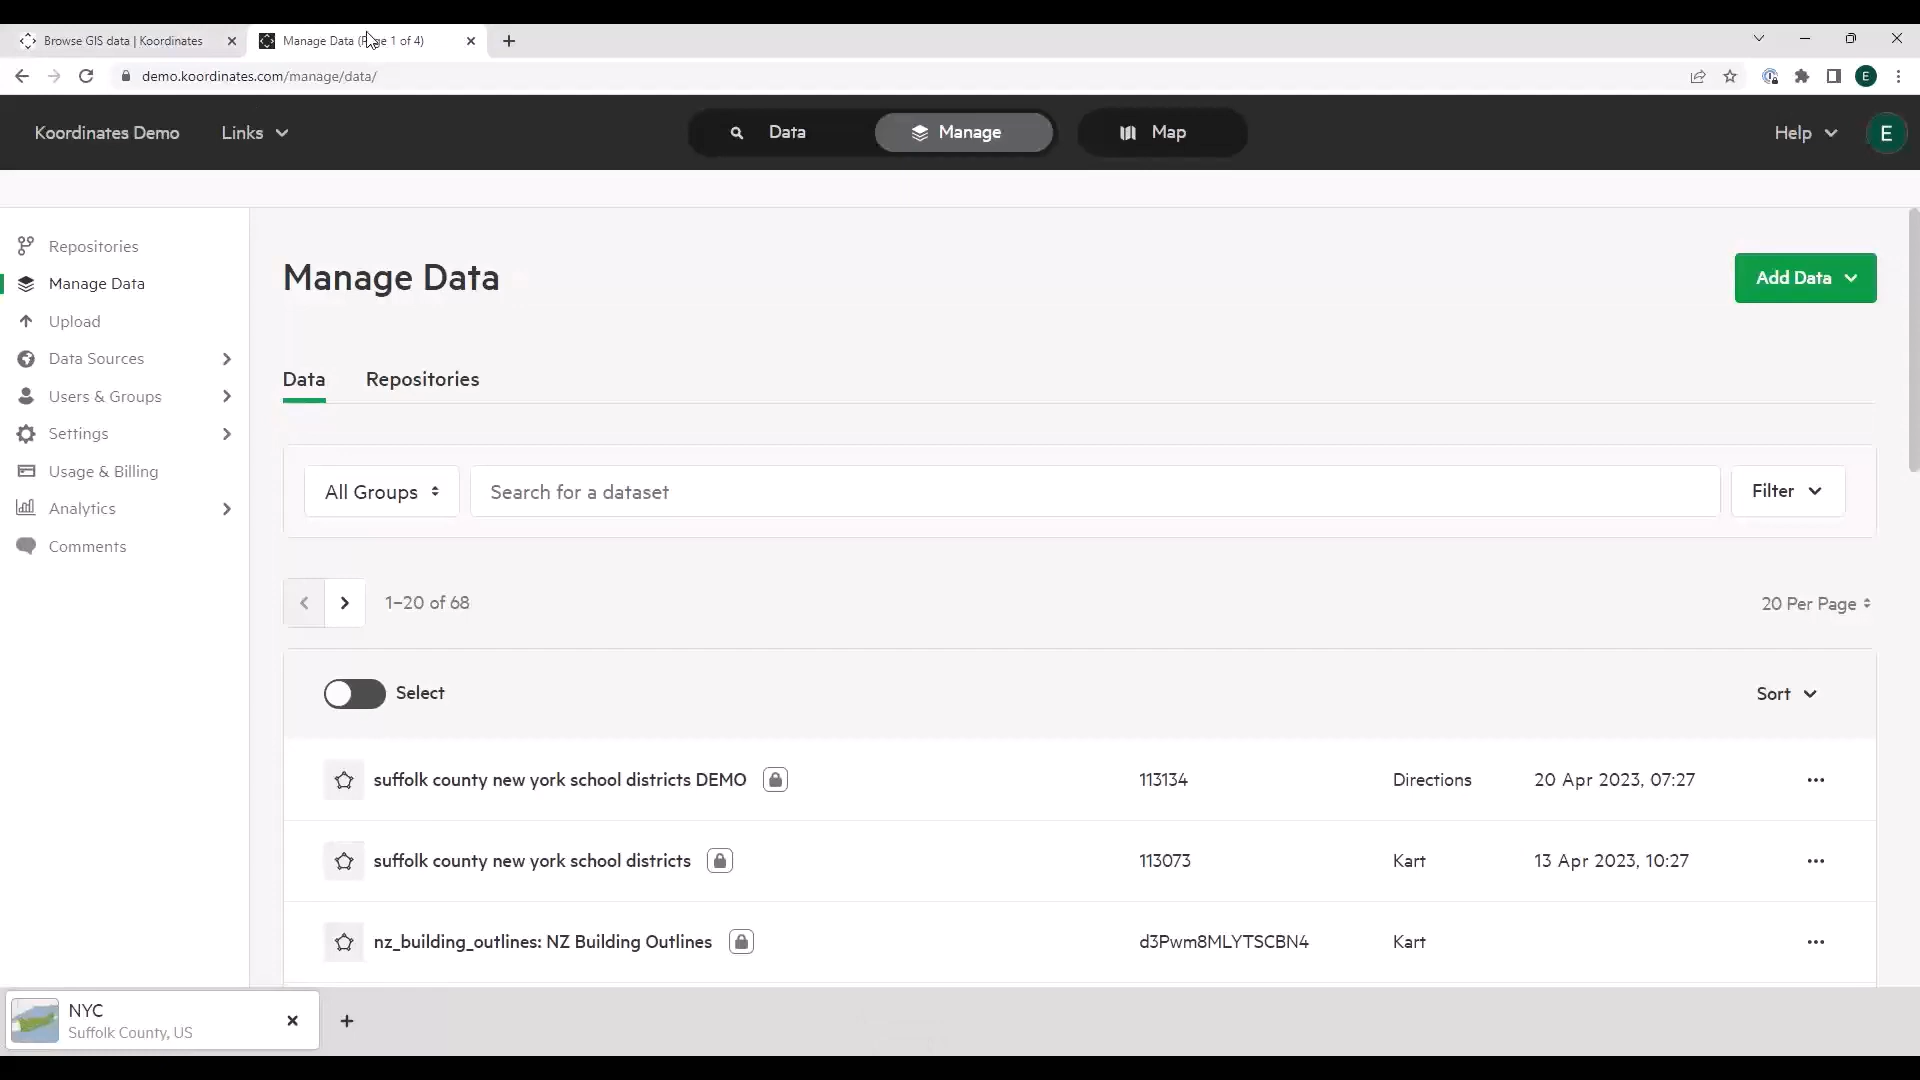 Browse GIS data | Koordinates
Manage Data (Page 1 of 4)
demo.koordinates.com/manage/data/
E
Koordinates Demo
Links
Data
Manage
Map
Help
E
Repositories
Manage Data
Upload
Data Sources
Users & Groups
Settings
Usage & Billing
Analytics
Comments
Manage Data
Add Data
Data
Repositories
All Groups
Search for a dataset
Filter
1–20 of 68
20 Per Page
Select
Sort
suffolk county new york school districts DEMO 113134 Directions 20 Apr 2023, 07:27
suffolk county new york school districts 113073 Kart 13 Apr 2023, 10:27
nz_building_outlines: NZ Building Outlines d3Pwm8MLYTSCBN4 Kart
NYC
Suffolk County, US